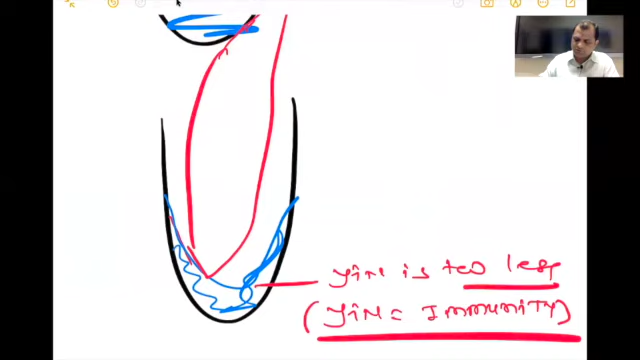 yin is too less
(yin = Immunity)